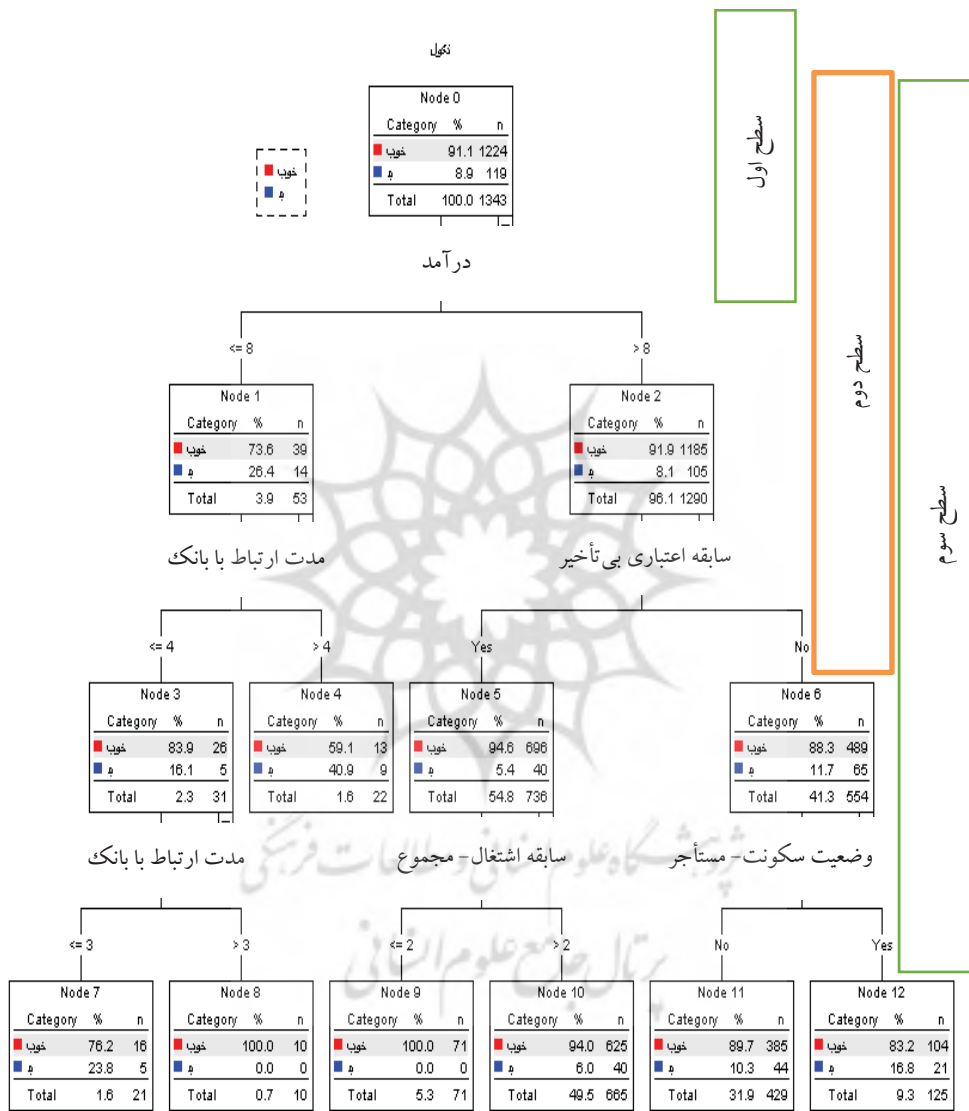 نکول
Node 0
Category % n
خوب 91.1 1224
بد 8.9 119
Total 100.0 1343
خوب
بد
درآمد
<= 8
> 8
Node 1
Category % n
خوب 73.6 39
بد 26.4 14
Total 3.9 53
Node 2
Category % n
خوب 91.9 1185
بد 8.1 105
Total 96.1 1290
مدت ارتباط با بانک
سابقه اعتباری بی‌تأخیر
<= 4
> 4
Yes
No
Node 3
Category % n
خوب 83.9 26
بد 16.1 5
Total 2.3 31
Node 4
Category % n
خوب 59.1 13
بد 40.9 9
Total 1.6 22
Node 5
Category % n
خوب 94.6 696
بد 5.4 40
Total 54.8 736
Node 6
Category % n
خوب 88.3 489
بد 11.7 65
Total 41.3 554
مدت ارتباط با بانک
سابقه اشتغال- مجموع
وضعیت سکونت- مستأجر
<= 3
> 3
<= 2
> 2
No
Yes
Node 7
Category % n
خوب 76.2 16
بد 23.8 5
Total 1.6 21
Node 8
Category % n
خوب 100.0 10
بد 0.0 0
Total 0.7 10
Node 9
Category % n
خوب 100.0 71
بد 0.0 0
Total 5.3 71
Node 10
Category % n
خوب 94.0 625
بد 6.0 40
Total 49.5 665
Node 11
Category % n
خوب 89.7 385
بد 10.3 44
Total 31.9 429
Node 12
Category % n
خوب 83.2 104
بد 16.8 21
Total 9.3 125
سطح اول
سطح دوم
سطح سوم
پژوهشگاه علوم انسانی و مطالعات فرهنگی
پرتال جامع علوم انسانی